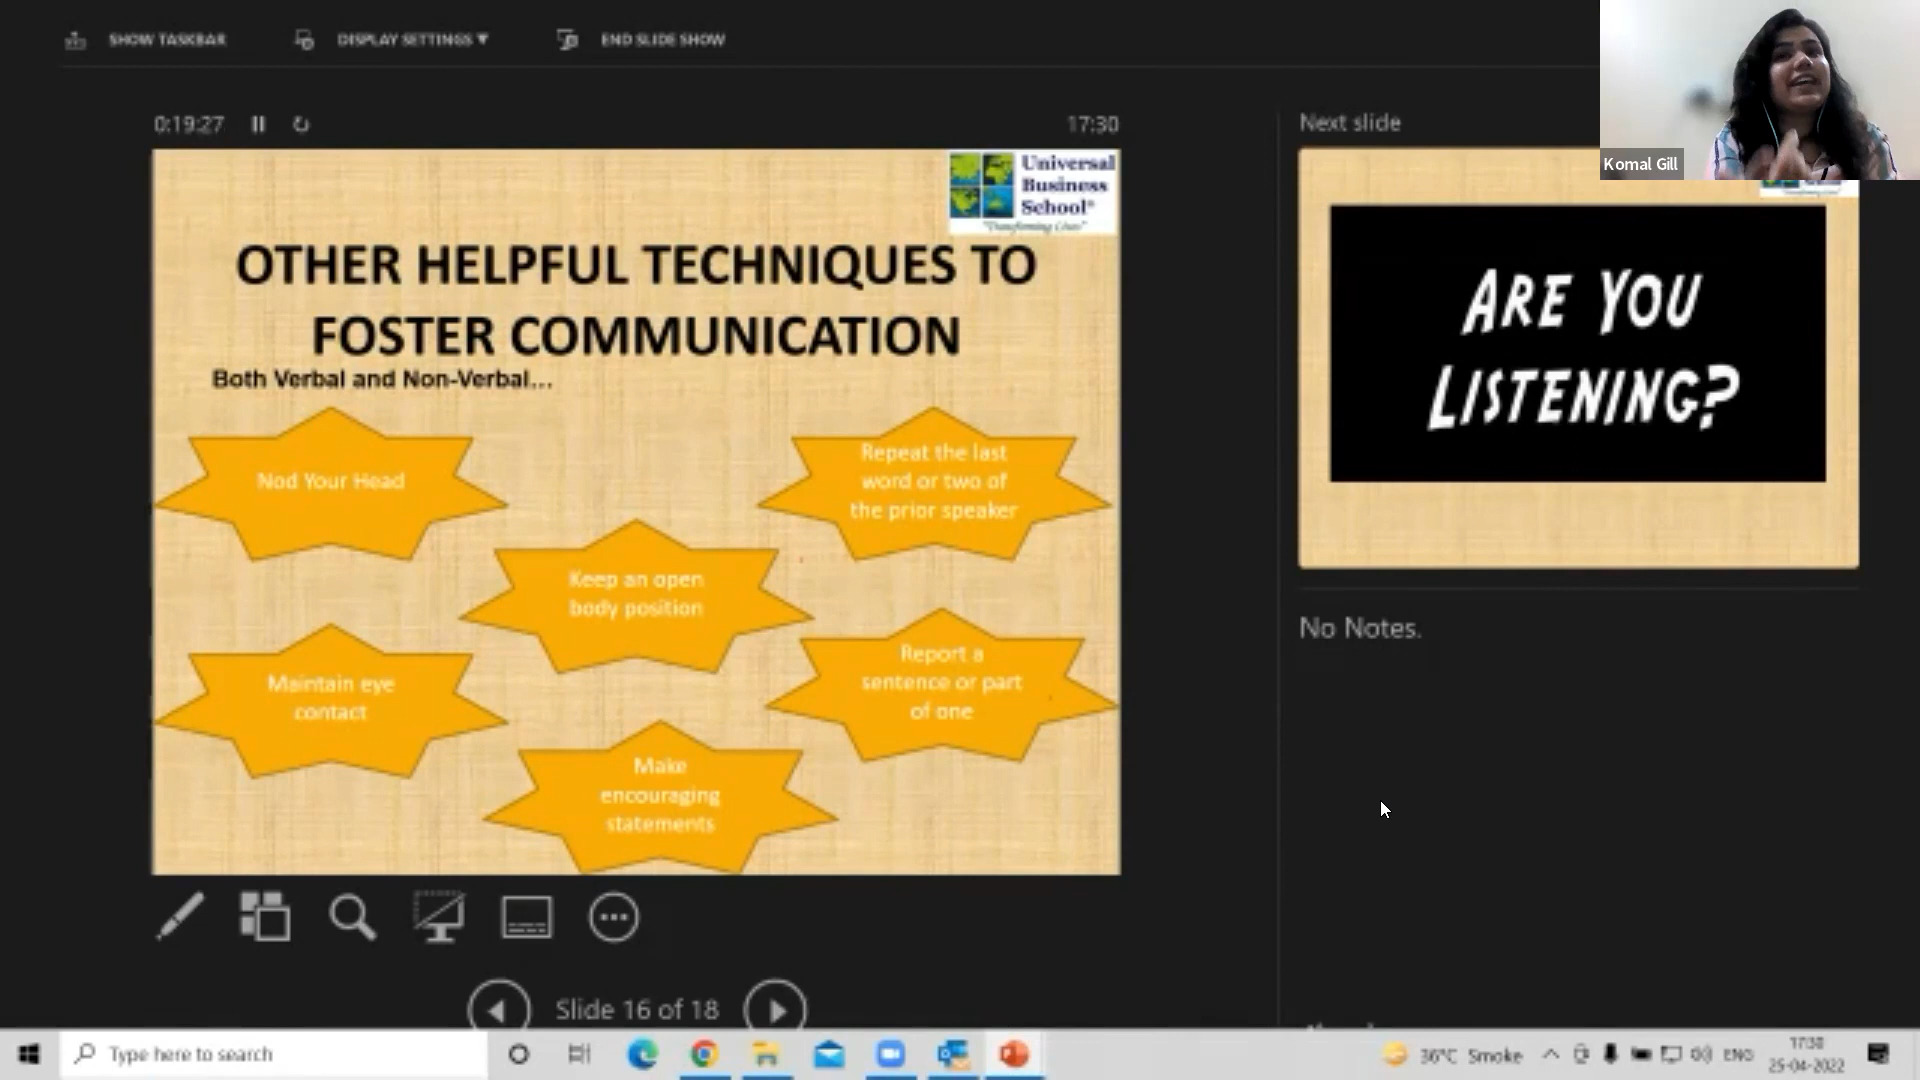 SHOW TASKBAR
DISPLAY SETTINGS ▼
END SLIDE SHOW
Komal Gill
0:19:27
17:30
Next slide
Universal
Business
School®
"Transforming Lives"
OTHER HELPFUL TECHNIQUES TO
FOSTER COMMUNICATION
Both Verbal and Non-Verbal...
Nod Your Head
Repeat the last
word or two of
the prior speaker
Keep an open
body position
Maintain eye
contact
Report a
sentence or part
of one
Make
encouraging
statements
ARE YOU
LISTENING?
No Notes.
Slide 16 of 18
Type here to search
36°C Smoke
ENG
17:30
25-04-2022